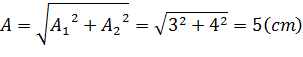 A = √(A₁² + A₂²) = √(3² + 4²) = 5(cm)